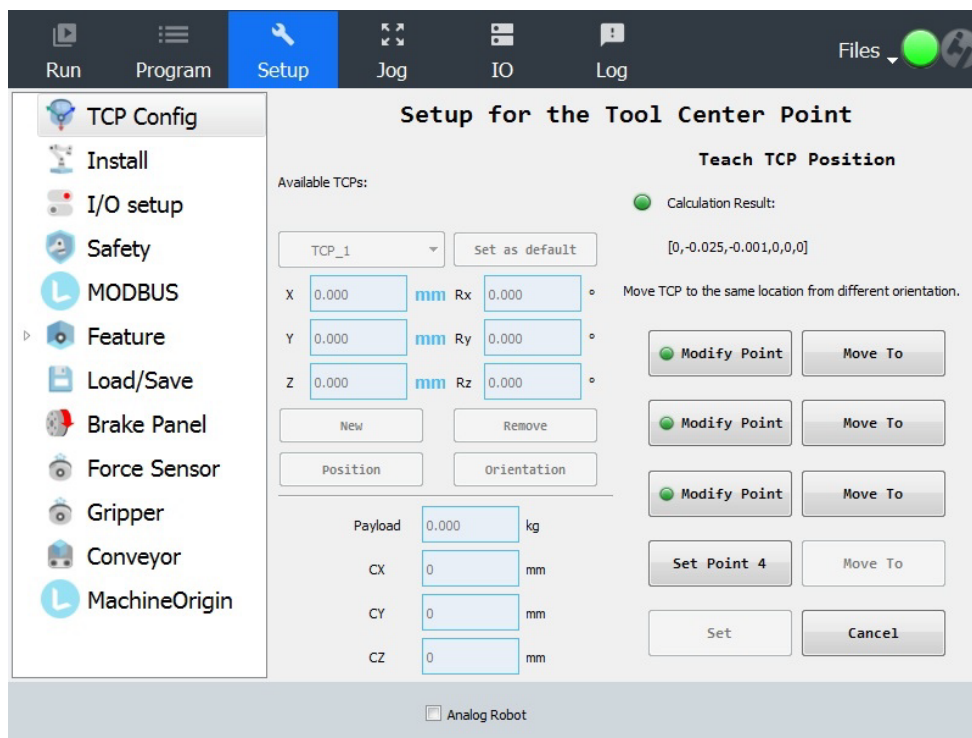 Run Program Setup Jog IO Log Files
TCP Config
Install
I/O setup
Safety
MODBUS
Feature
Load/Save
Brake Panel
Force Sensor
Gripper
Conveyor
MachineOrigin
Setup for the Tool Center Point
Available TCPs:
TCP_1 Set as default
X 0.000 mm Rx 0.000 °
Y 0.000 mm Ry 0.000 °
Z 0.000 mm Rz 0.000 °
New Remove
Position Orientation
Payload 0.000 kg
CX 0 mm
CY 0 mm
CZ 0 mm
Teach TCP Position
Calculation Result:
[0,-0.025,-0.001,0,0,0]
Move TCP to the same location from different orientation.
Modify Point Move To
Modify Point Move To
Modify Point Move To
Set Point 4 Move To
Set Cancel
Analog Robot